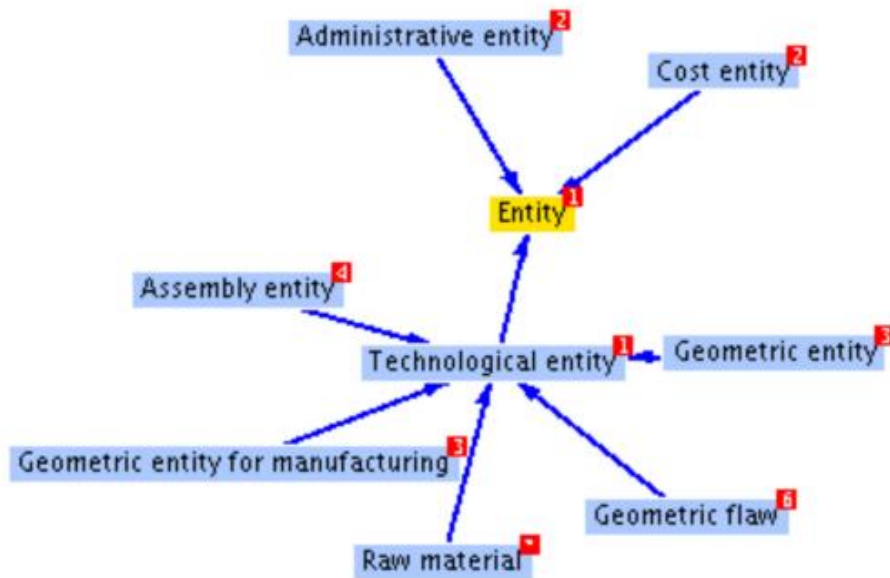 Administrative entity 2
Cost entity 2
Entity 1
Assembly entity 4
Technological entity 1
Geometric entity 3
Geometric entity for manufacturing 3
Geometric flaw 6
Raw material